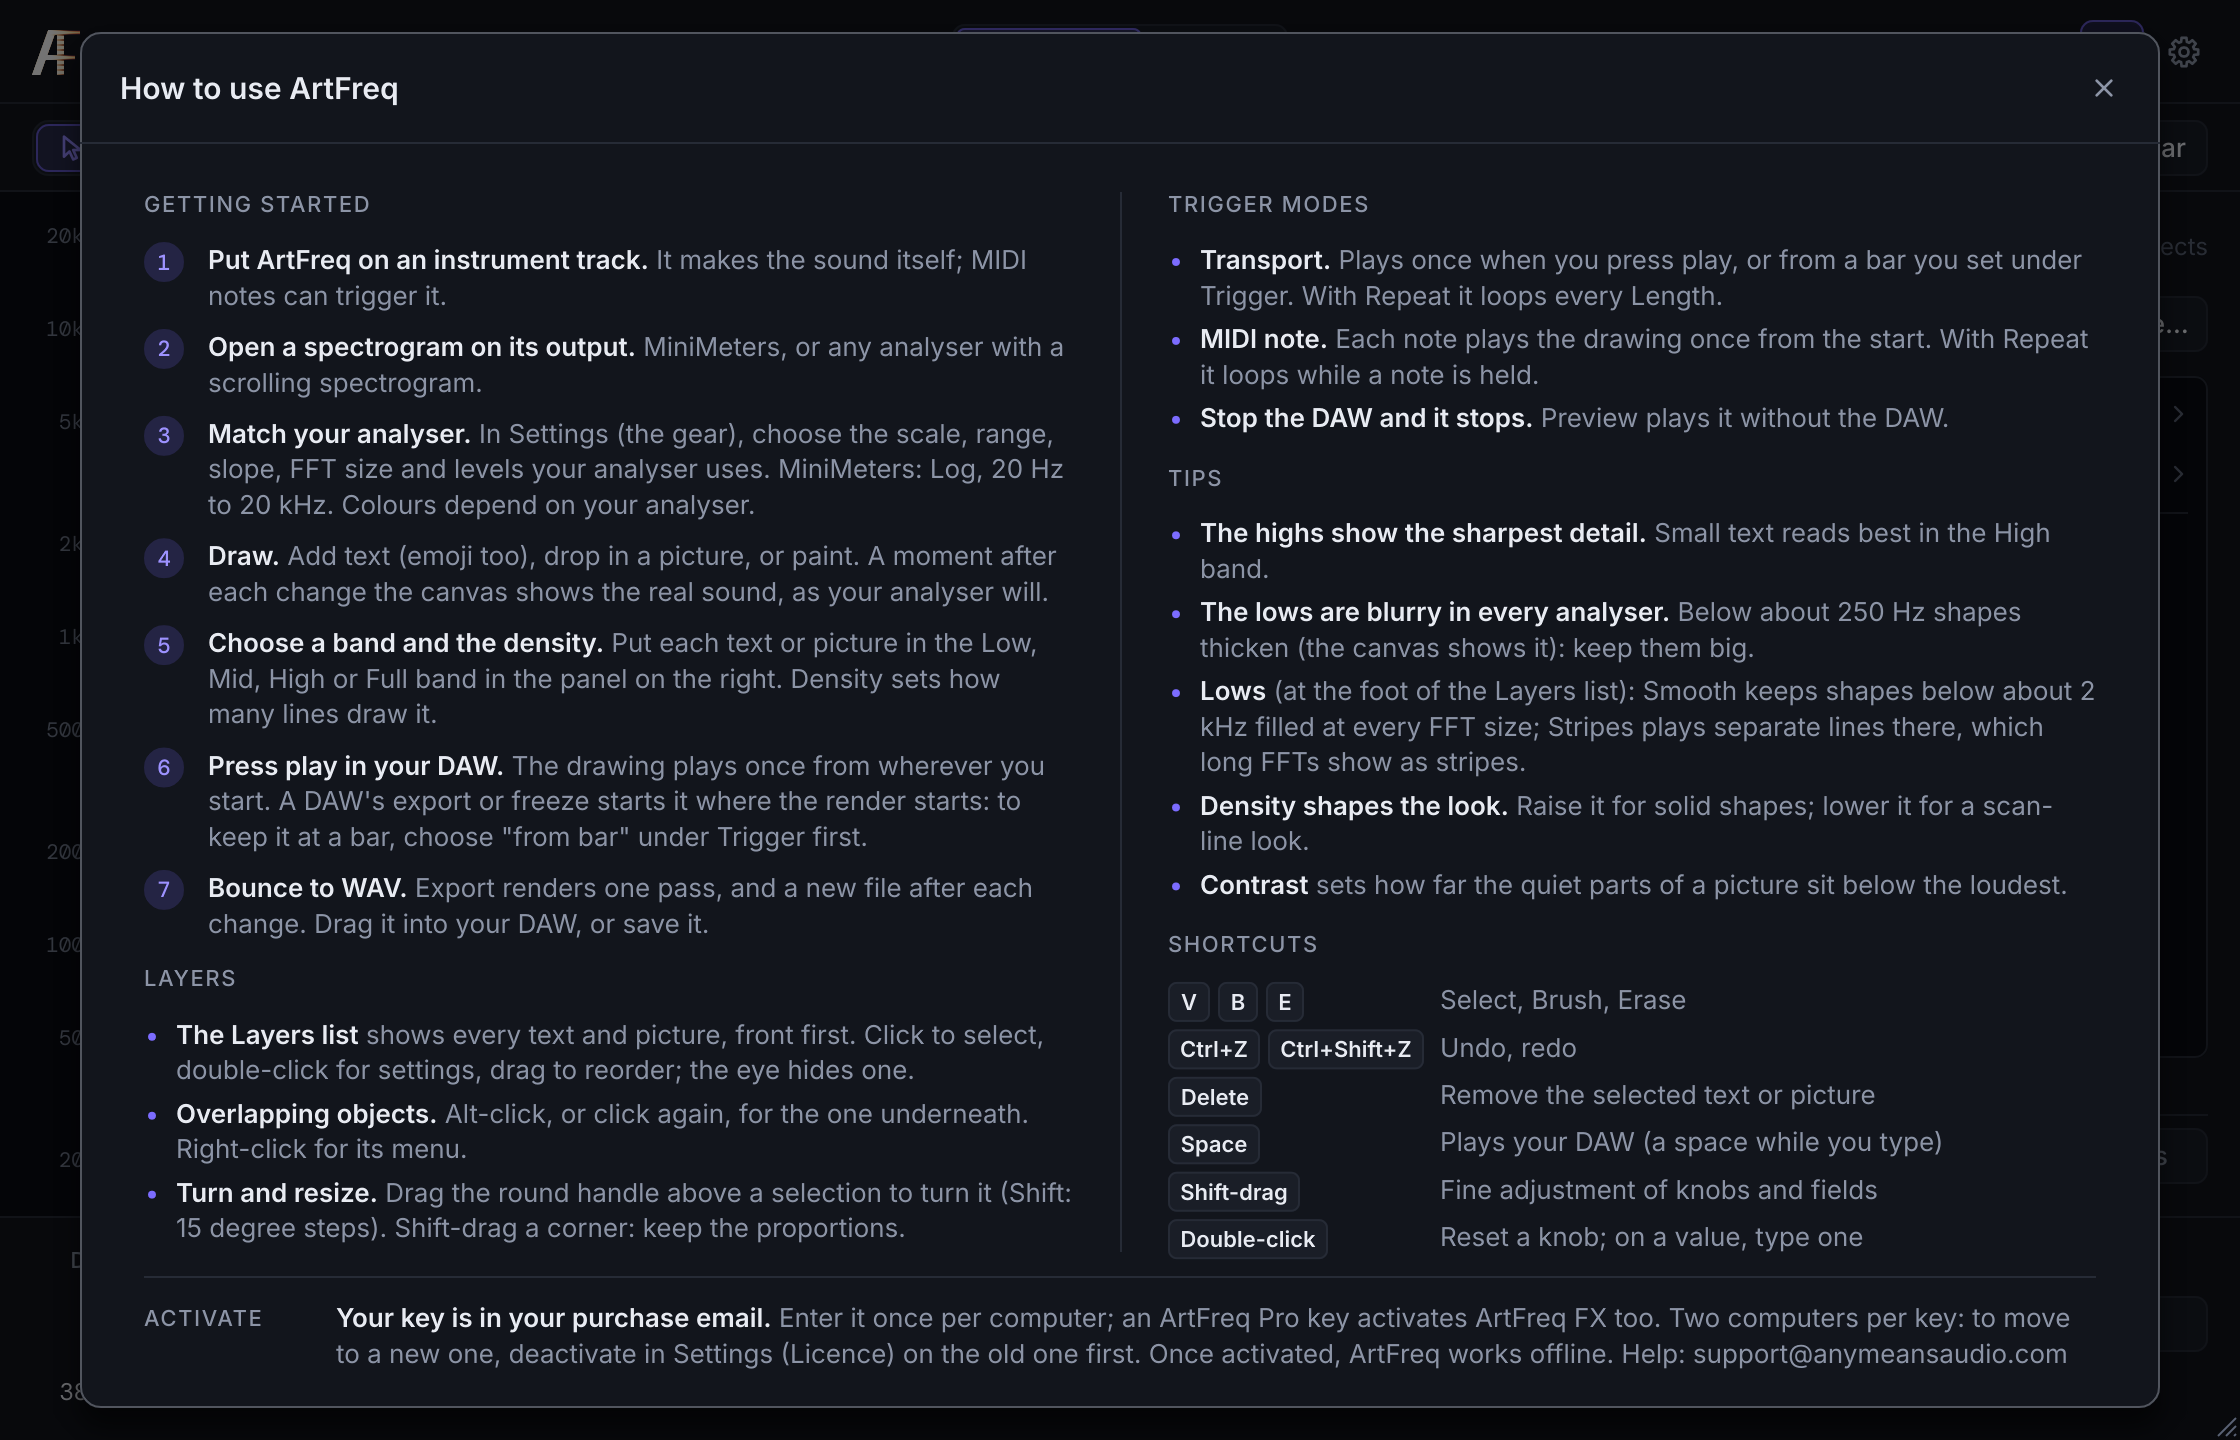 How to use ArtFreq
GETTING STARTED
1 Put ArtFreq on an instrument track. It makes the sound itself; MIDI
notes can trigger it.
2 Open a spectrogram on its output. MiniMeters, or any analyser with a
scrolling spectrogram.
3 Match your analyser. In Settings (the gear), choose the scale, range,
slope, FFT size and levels your analyser uses. MiniMeters: Log, 20 Hz
to 20 kHz. Colours depend on your analyser.
4 Draw. Add text (emoji too), drop in a picture, or paint. A moment after
each change the canvas shows the real sound, as your analyser will.
5 Choose a band and the density. Put each text or picture in the Low,
Mid, High or Full band in the panel on the right. Density sets how
many lines draw it.
6 Press play in your DAW. The drawing plays once from wherever you
start. A DAW's export or freeze starts it where the render starts: to
keep it at a bar, choose "from bar" under Trigger first.
7 Bounce to WAV. Export renders one pass, and a new file after each
change. Drag it into your DAW, or save it.
LAYERS
• The Layers list shows every text and picture, front first. Click to select,
double-click for settings, drag to reorder; the eye hides one.
• Overlapping objects. Alt-click, or click again, for the one underneath.
Right-click for its menu.
• Turn and resize. Drag the round handle above a selection to turn it (Shift:
15 degree steps). Shift-drag a corner: keep the proportions.
TRIGGER MODES
• Transport. Plays once when you press play, or from a bar you set under
Trigger. With Repeat it loops every Length.
• MIDI note. Each note plays the drawing once from the start. With Repeat
it loops while a note is held.
• Stop the DAW and it stops. Preview plays it without the DAW.
TIPS
• The highs show the sharpest detail. Small text reads best in the High
band.
• The lows are blurry in every analyser. Below about 250 Hz shapes
thicken (the canvas shows it): keep them big.
• Lows (at the foot of the Layers list): Smooth keeps shapes below about 2
kHz filled at every FFT size; Stripes plays separate lines there, which
long FFTs show as stripes.
• Density shapes the look. Raise it for solid shapes; lower it for a scan-
line look.
• Contrast sets how far the quiet parts of a picture sit below the loudest.
SHORTCUTS
V B E Select, Brush, Erase
Ctrl+Z Ctrl+Shift+Z Undo, redo
Delete Remove the selected text or picture
Space Plays your DAW (a space while you type)
Shift-drag Fine adjustment of knobs and fields
Double-click Reset a knob; on a value, type one
ACTIVATE
Your key is in your purchase email. Enter it once per computer; an ArtFreq Pro key activates ArtFreq FX too. Two computers per key: to move
to a new one, deactivate in Settings (Licence) on the old one first. Once activated, ArtFreq works offline. Help: support@anymeansaudio.com